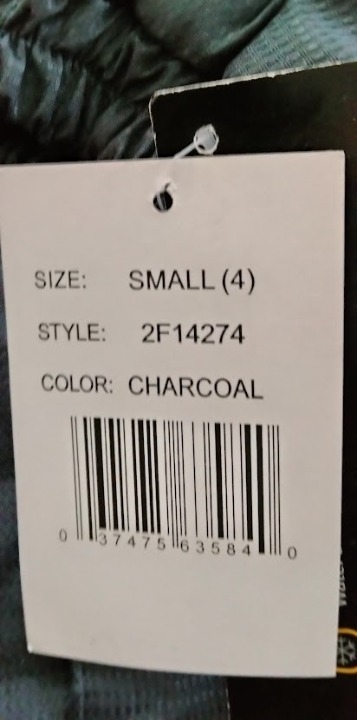 SIZE: SMALL (4)
STYLE: 2F14274
COLOR: CHARCOAL
0 37475 63584 0